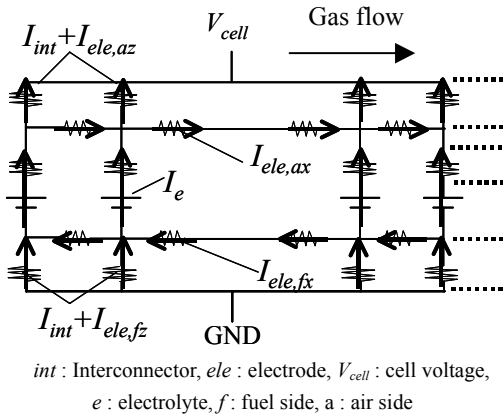 V_cell
Gas flow
I_int+I_ele,az
I_ele,ax
I_e
I_ele,fx
I_int+I_ele,fz
GND
int : Interconnector, ele : electrode, V_cell : cell voltage,
e : electrolyte, f : fuel side, a : air side